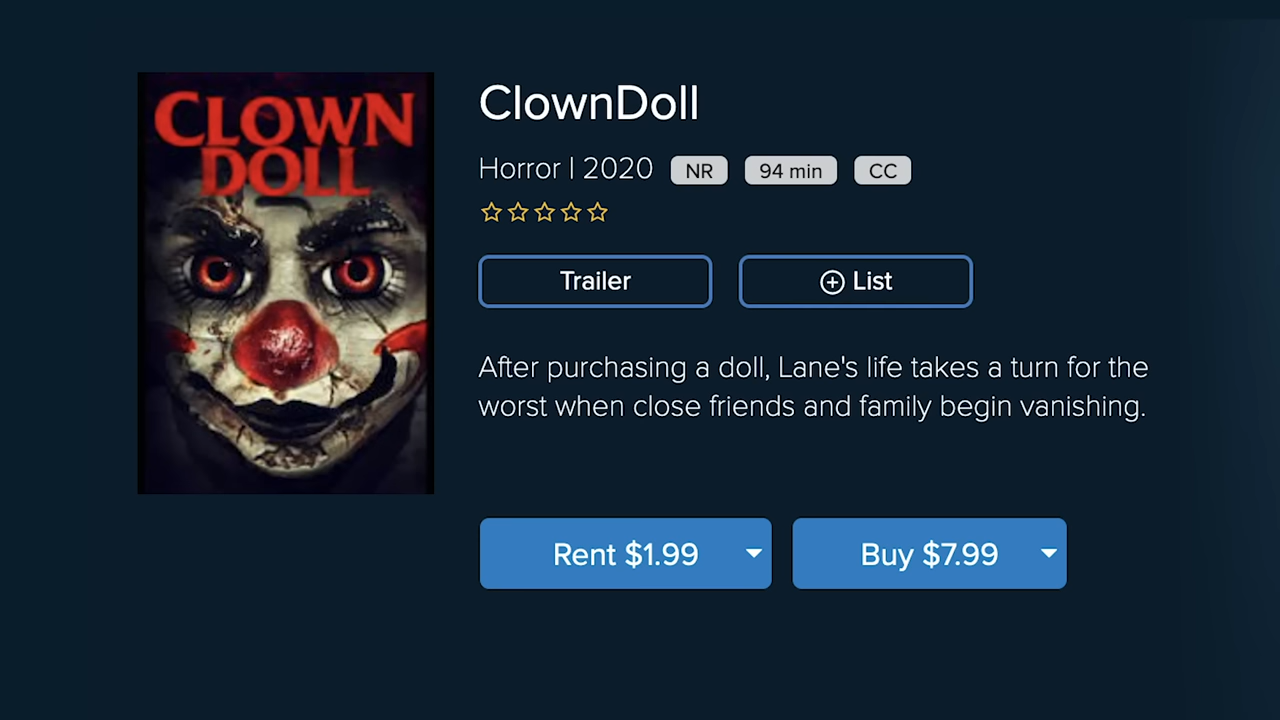 CLOWN
DOLL
ClownDoll
Horror | 2020 NR 94 min CC
Trailer
List
After purchasing a doll, Lane's life takes a turn for the
worst when close friends and family begin vanishing.
Rent $1.99
Buy $7.99